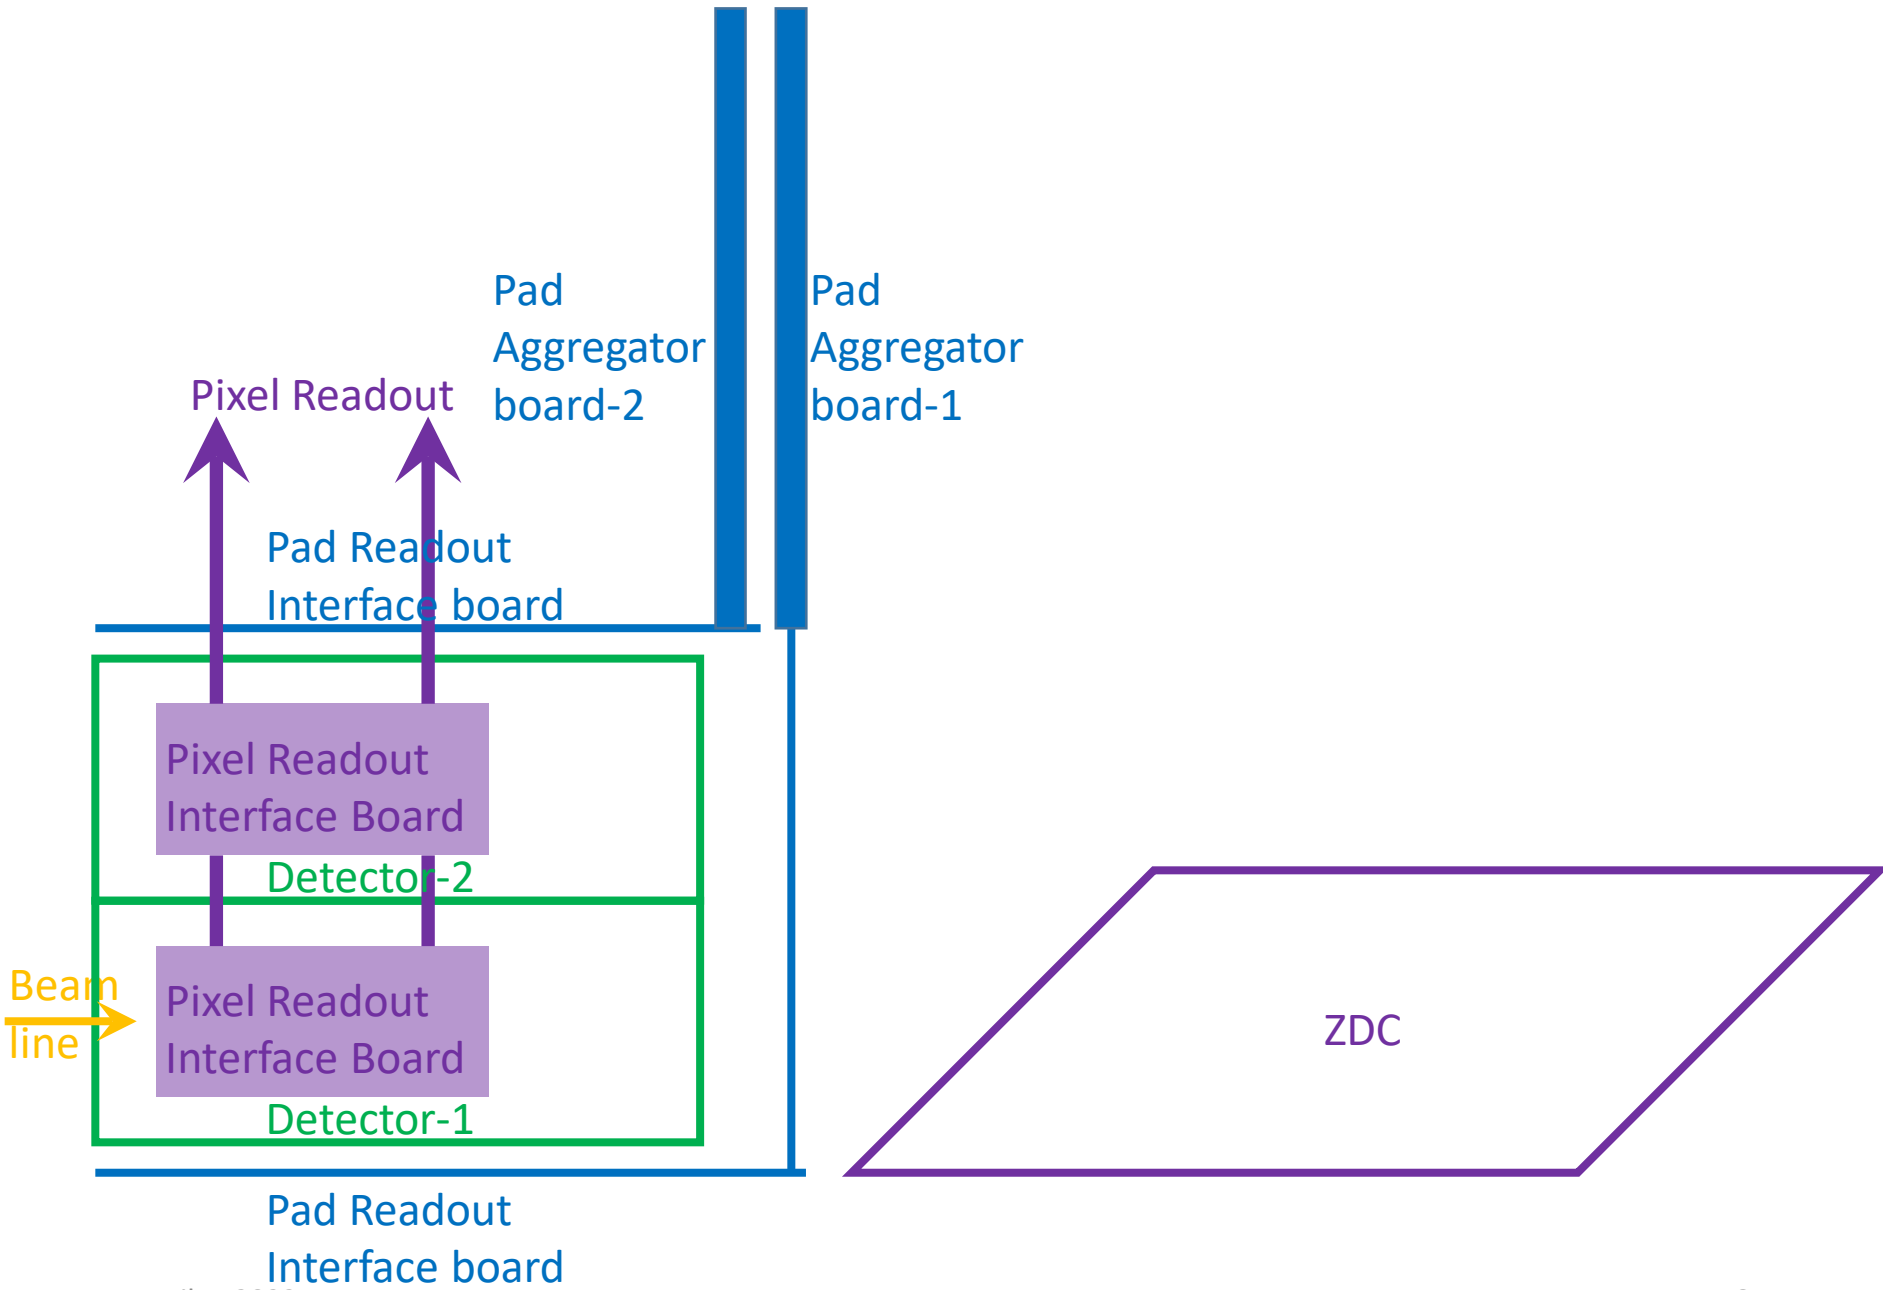 Pad
Aggregator
board-2
Pad
Aggregator
board-1
Pixel Readout
Pad Readout
Interface board
Pixel Readout
Interface Board
Detector-2
Beam
line
Pixel Readout
Interface Board
Detector-1
ZDC
Pad Readout
Interface board